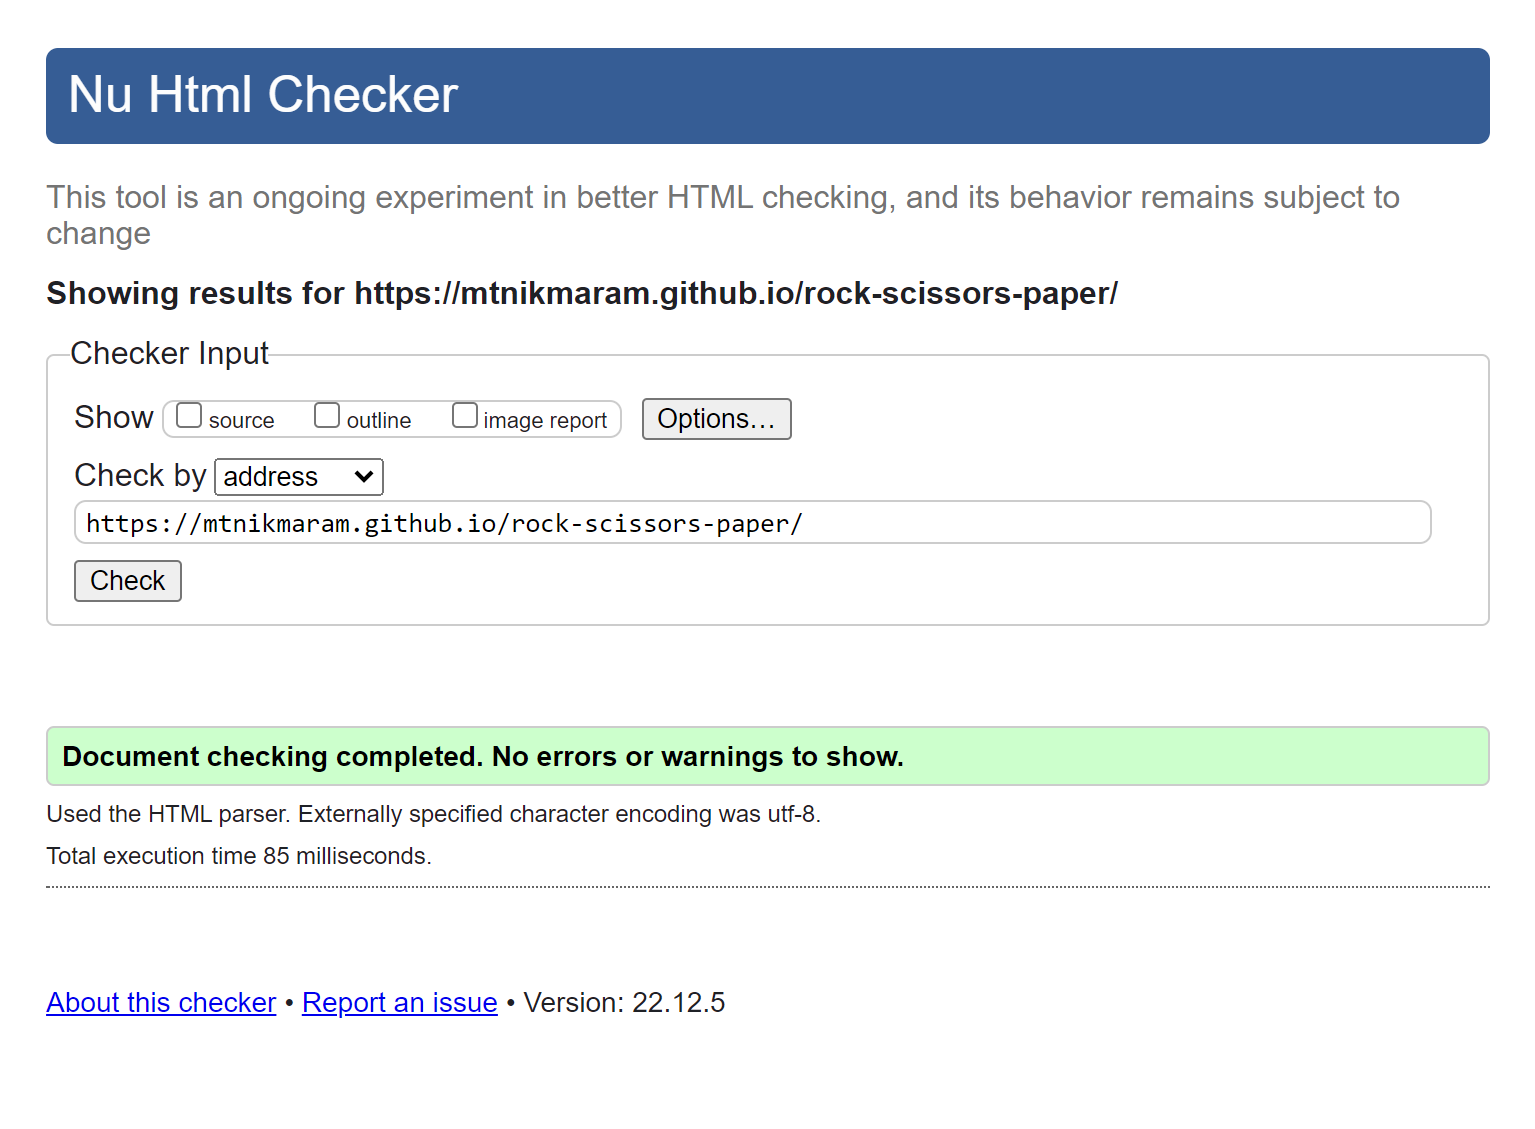 Nu Html Checker
This tool is an ongoing experiment in better HTML checking, and its behavior remains subject to
change
Showing results for https://mtnikmaram.github.io/rock-scissors-paper/
Checker Input
Show source outline image report Options...
Check by address
https://mtnikmaram.github.io/rock-scissors-paper/
Check
Document checking completed. No errors or warnings to show.
Used the HTML parser. Externally specified character encoding was utf-8.
Total execution time 85 milliseconds.
About this checker • Report an issue • Version: 22.12.5